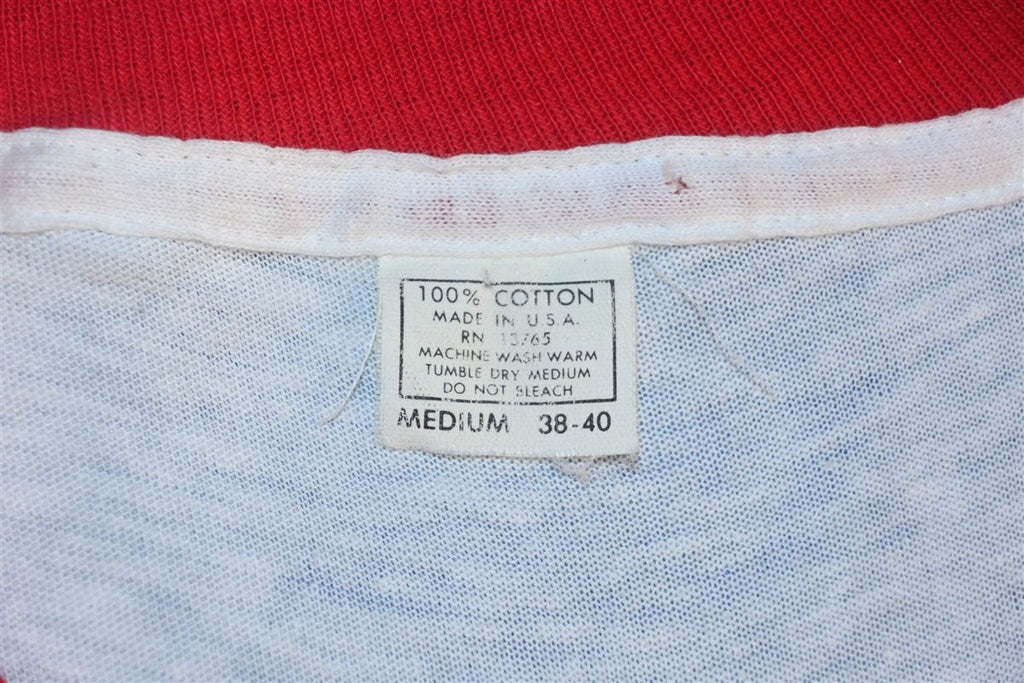 100% COTTON
MADE IN U.S.A.
RN 13765
MACHINE WASH WARM
TUMBLE DRY MEDIUM
DO NOT BLEACH
MEDIUM 38-40